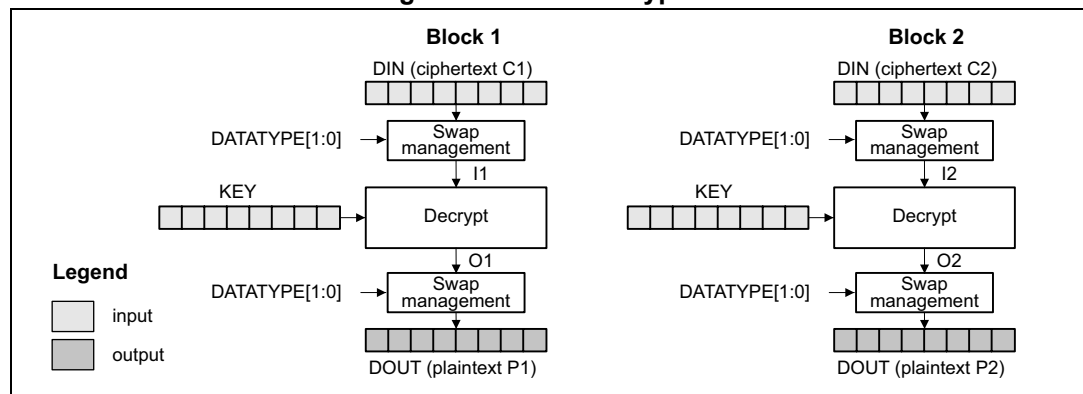 Block 1
DIN (ciphertext C1)
DATATYPE[1:0]
Swap
management
I1
KEY
Decrypt
O1
DATATYPE[1:0]
Swap
management
DOUT (plaintext P1)
Block 2
DIN (ciphertext C2)
DATATYPE[1:0]
Swap
management
I2
KEY
Decrypt
O2
DATATYPE[1:0]
Swap
management
DOUT (plaintext P2)
Legend
input
output